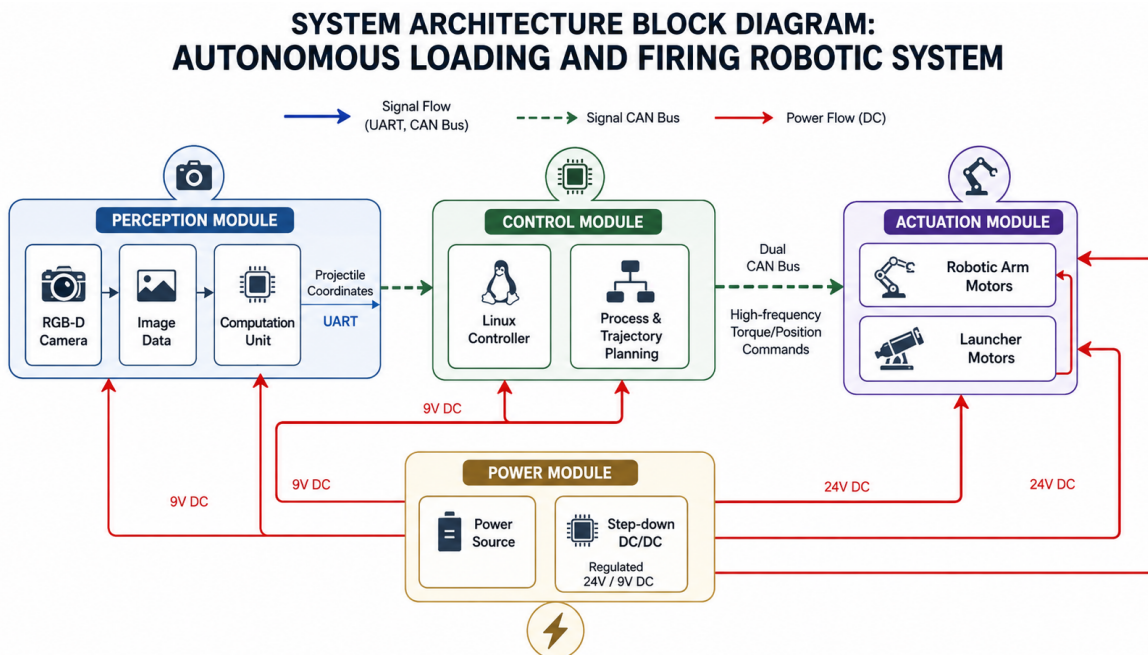 SYSTEM ARCHITECTURE BLOCK DIAGRAM:
AUTONOMOUS LOADING AND FIRING ROBOTIC SYSTEM
Signal Flow
(UART, CAN Bus)
Signal CAN Bus
Power Flow (DC)
PERCEPTION MODULE
RGB-D
Camera
Image
Data
Computation
Unit
Projectile
Coordinates
UART
CONTROL MODULE
Linux
Controller
Process &
Trajectory
Planning
Dual
CAN Bus
High-frequency
Torque/Position
Commands
ACTUATION MODULE
Robotic Arm
Motors
Launcher
Motors
9V DC
9V DC
9V DC
24V DC
24V DC
POWER MODULE
Power
Source
Step-down
DC/DC
Regulated
24V / 9V DC